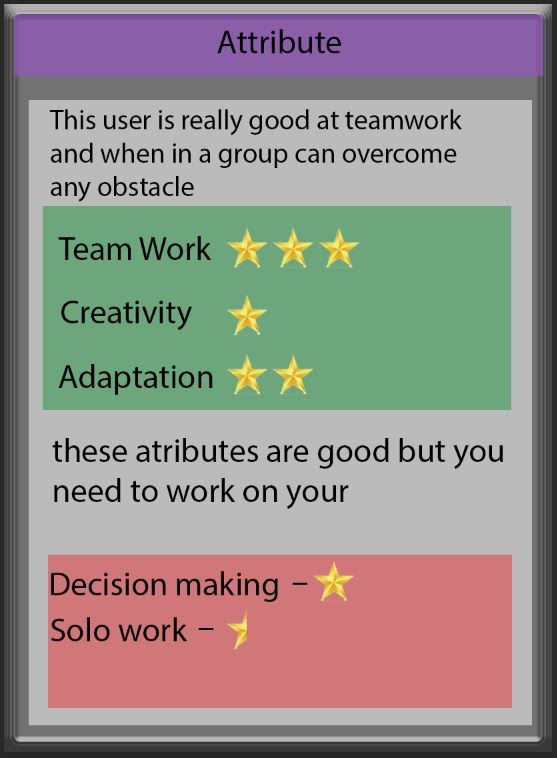 Attribute
This user is really good at teamwork
and when in a group can overcome
any obstacle
Team Work
Creativity
Adaptation
these atributes are good but you
need to work on your
Decision making –
Solo work –